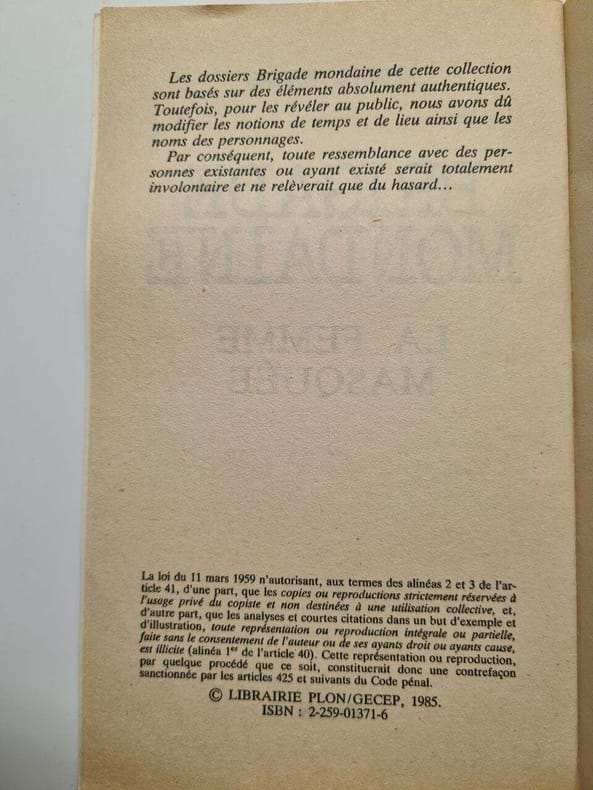 Les dossiers Brigade mondaine de cette collection
sont basés sur des éléments absolument authentiques.
Toutefois, pour les révéler au public, nous avons dû
modifier les notions de temps et de lieu ainsi que les
noms des personnages.
Par conséquent, toute ressemblance avec des per-
sonnes existantes ou ayant existé serait totalement
involontaire et ne relèverait que du hasard...
BRIGADE
MONDAINE
LA FEMME
MASQUÉE
La loi du 11 mars 1959 n'autorisant, aux termes des alinéas 2 et 3 de l'ar-
ticle 41, d'une part, que les copies ou reproductions strictement réservées à
l'usage privé du copiste et non destinées à une utilisation collective, et,
d'autre part, que les analyses et courtes citations dans un but d'exemple et
d'illustration, toute représentation ou reproduction intégrale ou partielle,
faite sans le consentement de l'auteur ou de ses ayants droit ou ayants cause,
est illicite (alinéa 1er de l'article 40). Cette représentation ou reproduction,
par quelque procédé que ce soit, constituerait donc une contrefaçon
sanctionnée par les articles 425 et suivants du Code pénal.
© LIBRAIRIE PLON/GECEP, 1985.
ISBN : 2-259-01371-6